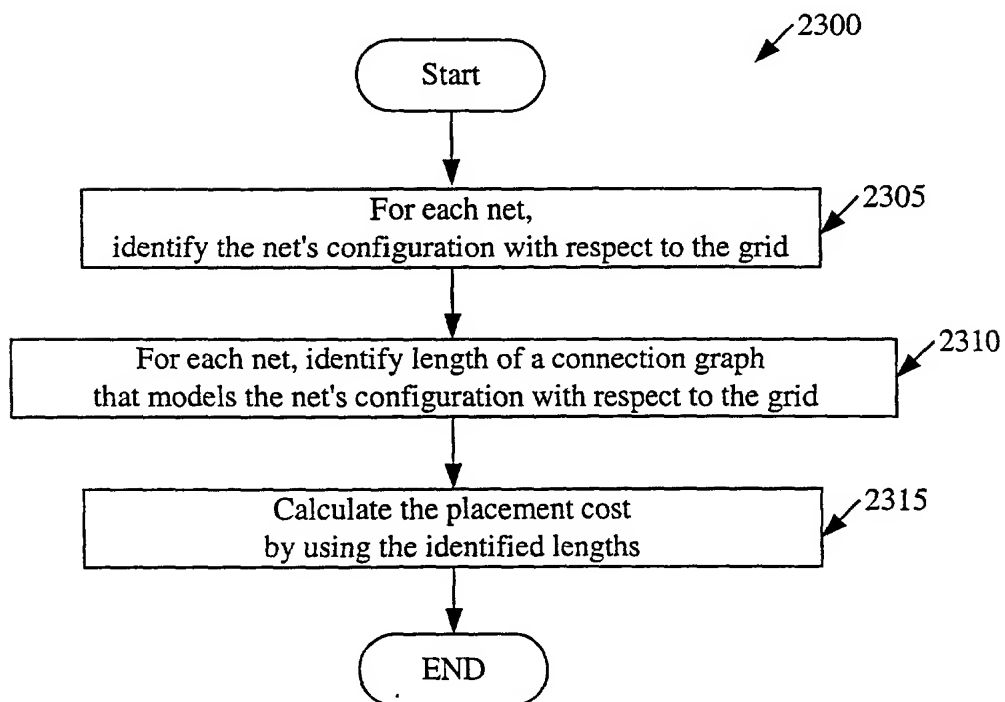 2300
Start
For each net,
identify the net's configuration with respect to the grid
2305
For each net, identify length of a connection graph
that models the net's configuration with respect to the grid
2310
Calculate the placement cost
by using the identified lengths
2315
END